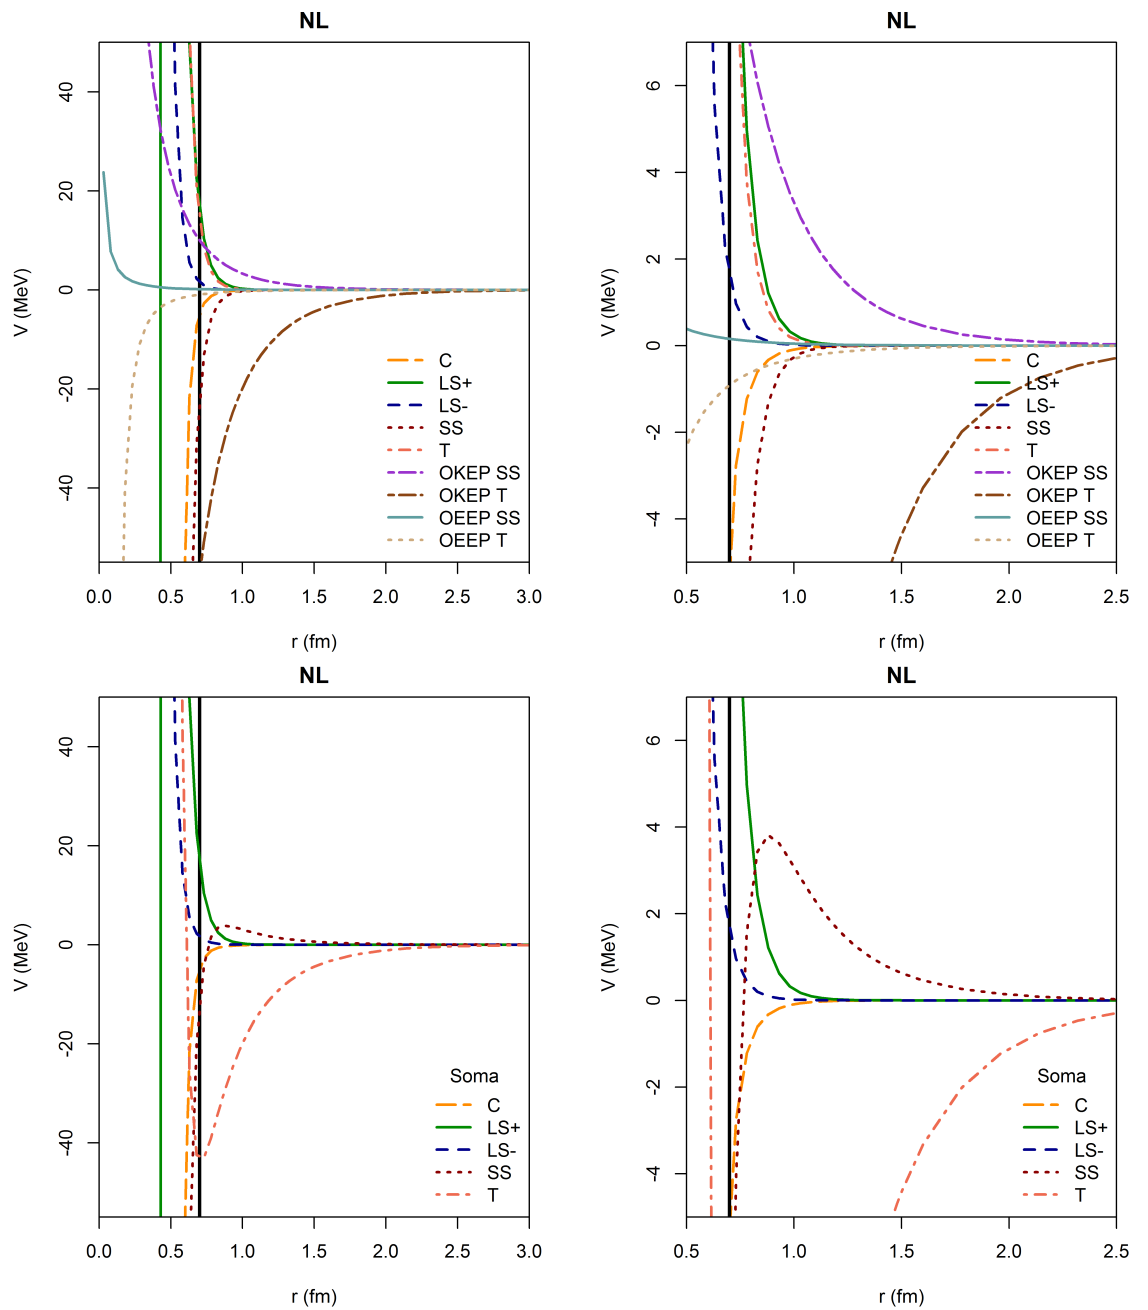 NL
V (MeV)
40
20
0
-20
-40
C
LS+
LS-
SS
T
OKEP SS
OKEP T
OEEP SS
OEEP T
0.0 0.5 1.0 1.5 2.0 2.5 3.0
r (fm)
NL
V (MeV)
6
4
2
0
-2
-4
C
LS+
LS-
SS
T
OKEP SS
OKEP T
OEEP SS
OEEP T
0.5 1.0 1.5 2.0 2.5
r (fm)
NL
V (MeV)
40
20
0
-20
-40
Soma
C
LS+
LS-
SS
T
0.0 0.5 1.0 1.5 2.0 2.5 3.0
r (fm)
NL
V (MeV)
6
4
2
0
-2
-4
Soma
C
LS+
LS-
SS
T
0.5 1.0 1.5 2.0 2.5
r (fm)